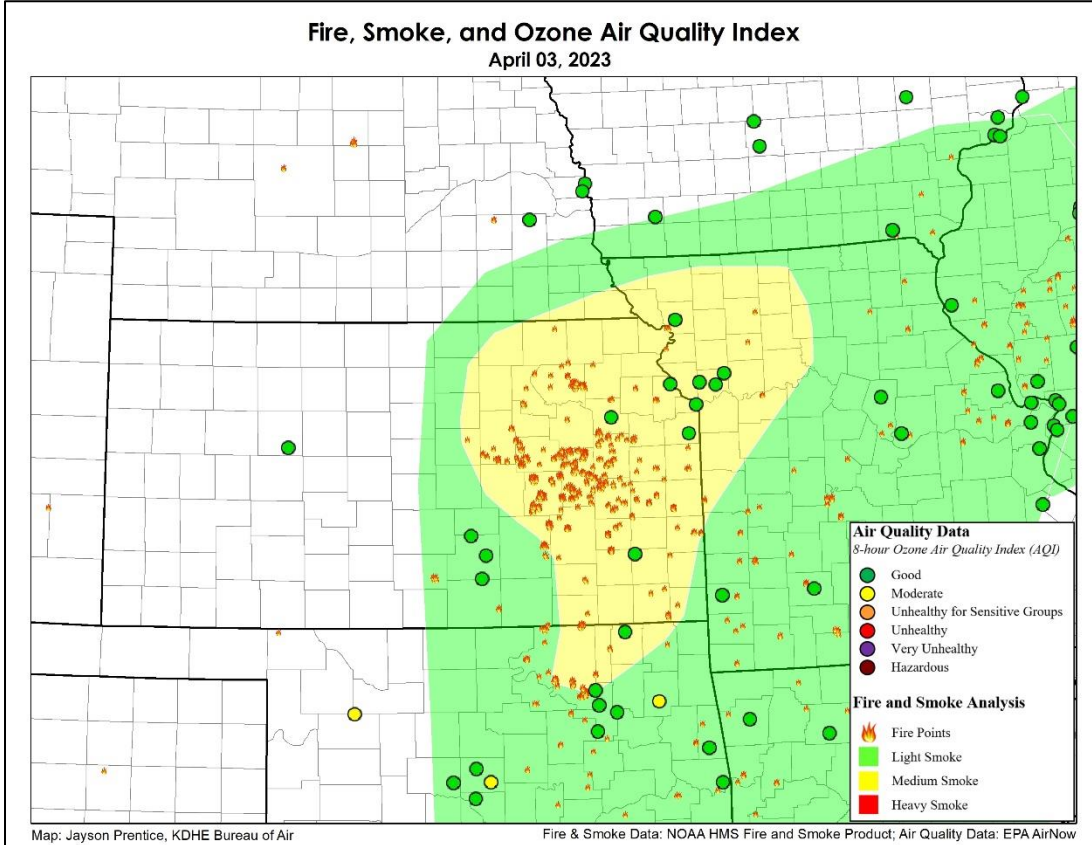 Fire, Smoke, and Ozone Air Quality Index
April 03, 2023
Air Quality Data
8-hour Ozone Air Quality Index (AQI)
Good
Moderate
Unhealthy for Sensitive Groups
Unhealthy
Very Unhealthy
Hazardous
Fire and Smoke Analysis
Fire Points
Light Smoke
Medium Smoke
Heavy Smoke
Map: Jayson Prentice, KDHE Bureau of Air
Fire & Smoke Data: NOAA HMS Fire and Smoke Product; Air Quality Data: EPA AirNow